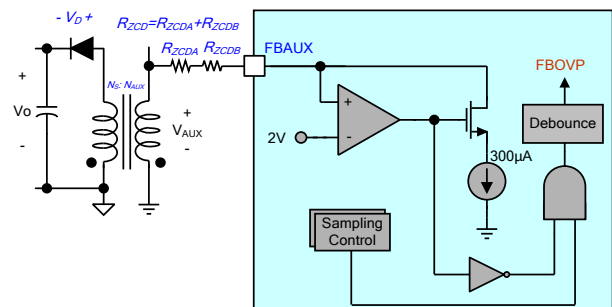 - V_D +
R_ZCD=R_ZCDA+R_ZCDB
R_ZCDA R_ZCDB
FBAUX
FBOVP
N_S: N_AUX
+
Vo
-
+
V_AUX
-
+
2V
-
Debounce
300µA
Sampling
Control